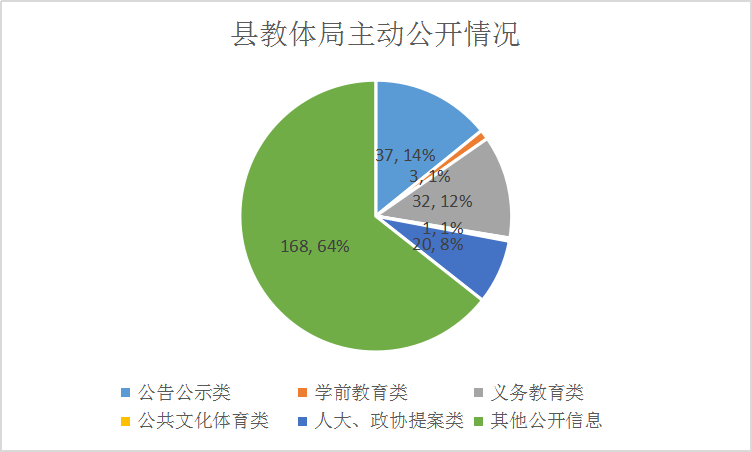 县教体局主动公开情况
37, 14%
3, 1%
32, 12%
1, 1%
20, 8%
168, 64%
公告公示类 学前教育类 义务教育类
公共文化体育类 人大、政协提案类 其他公开信息